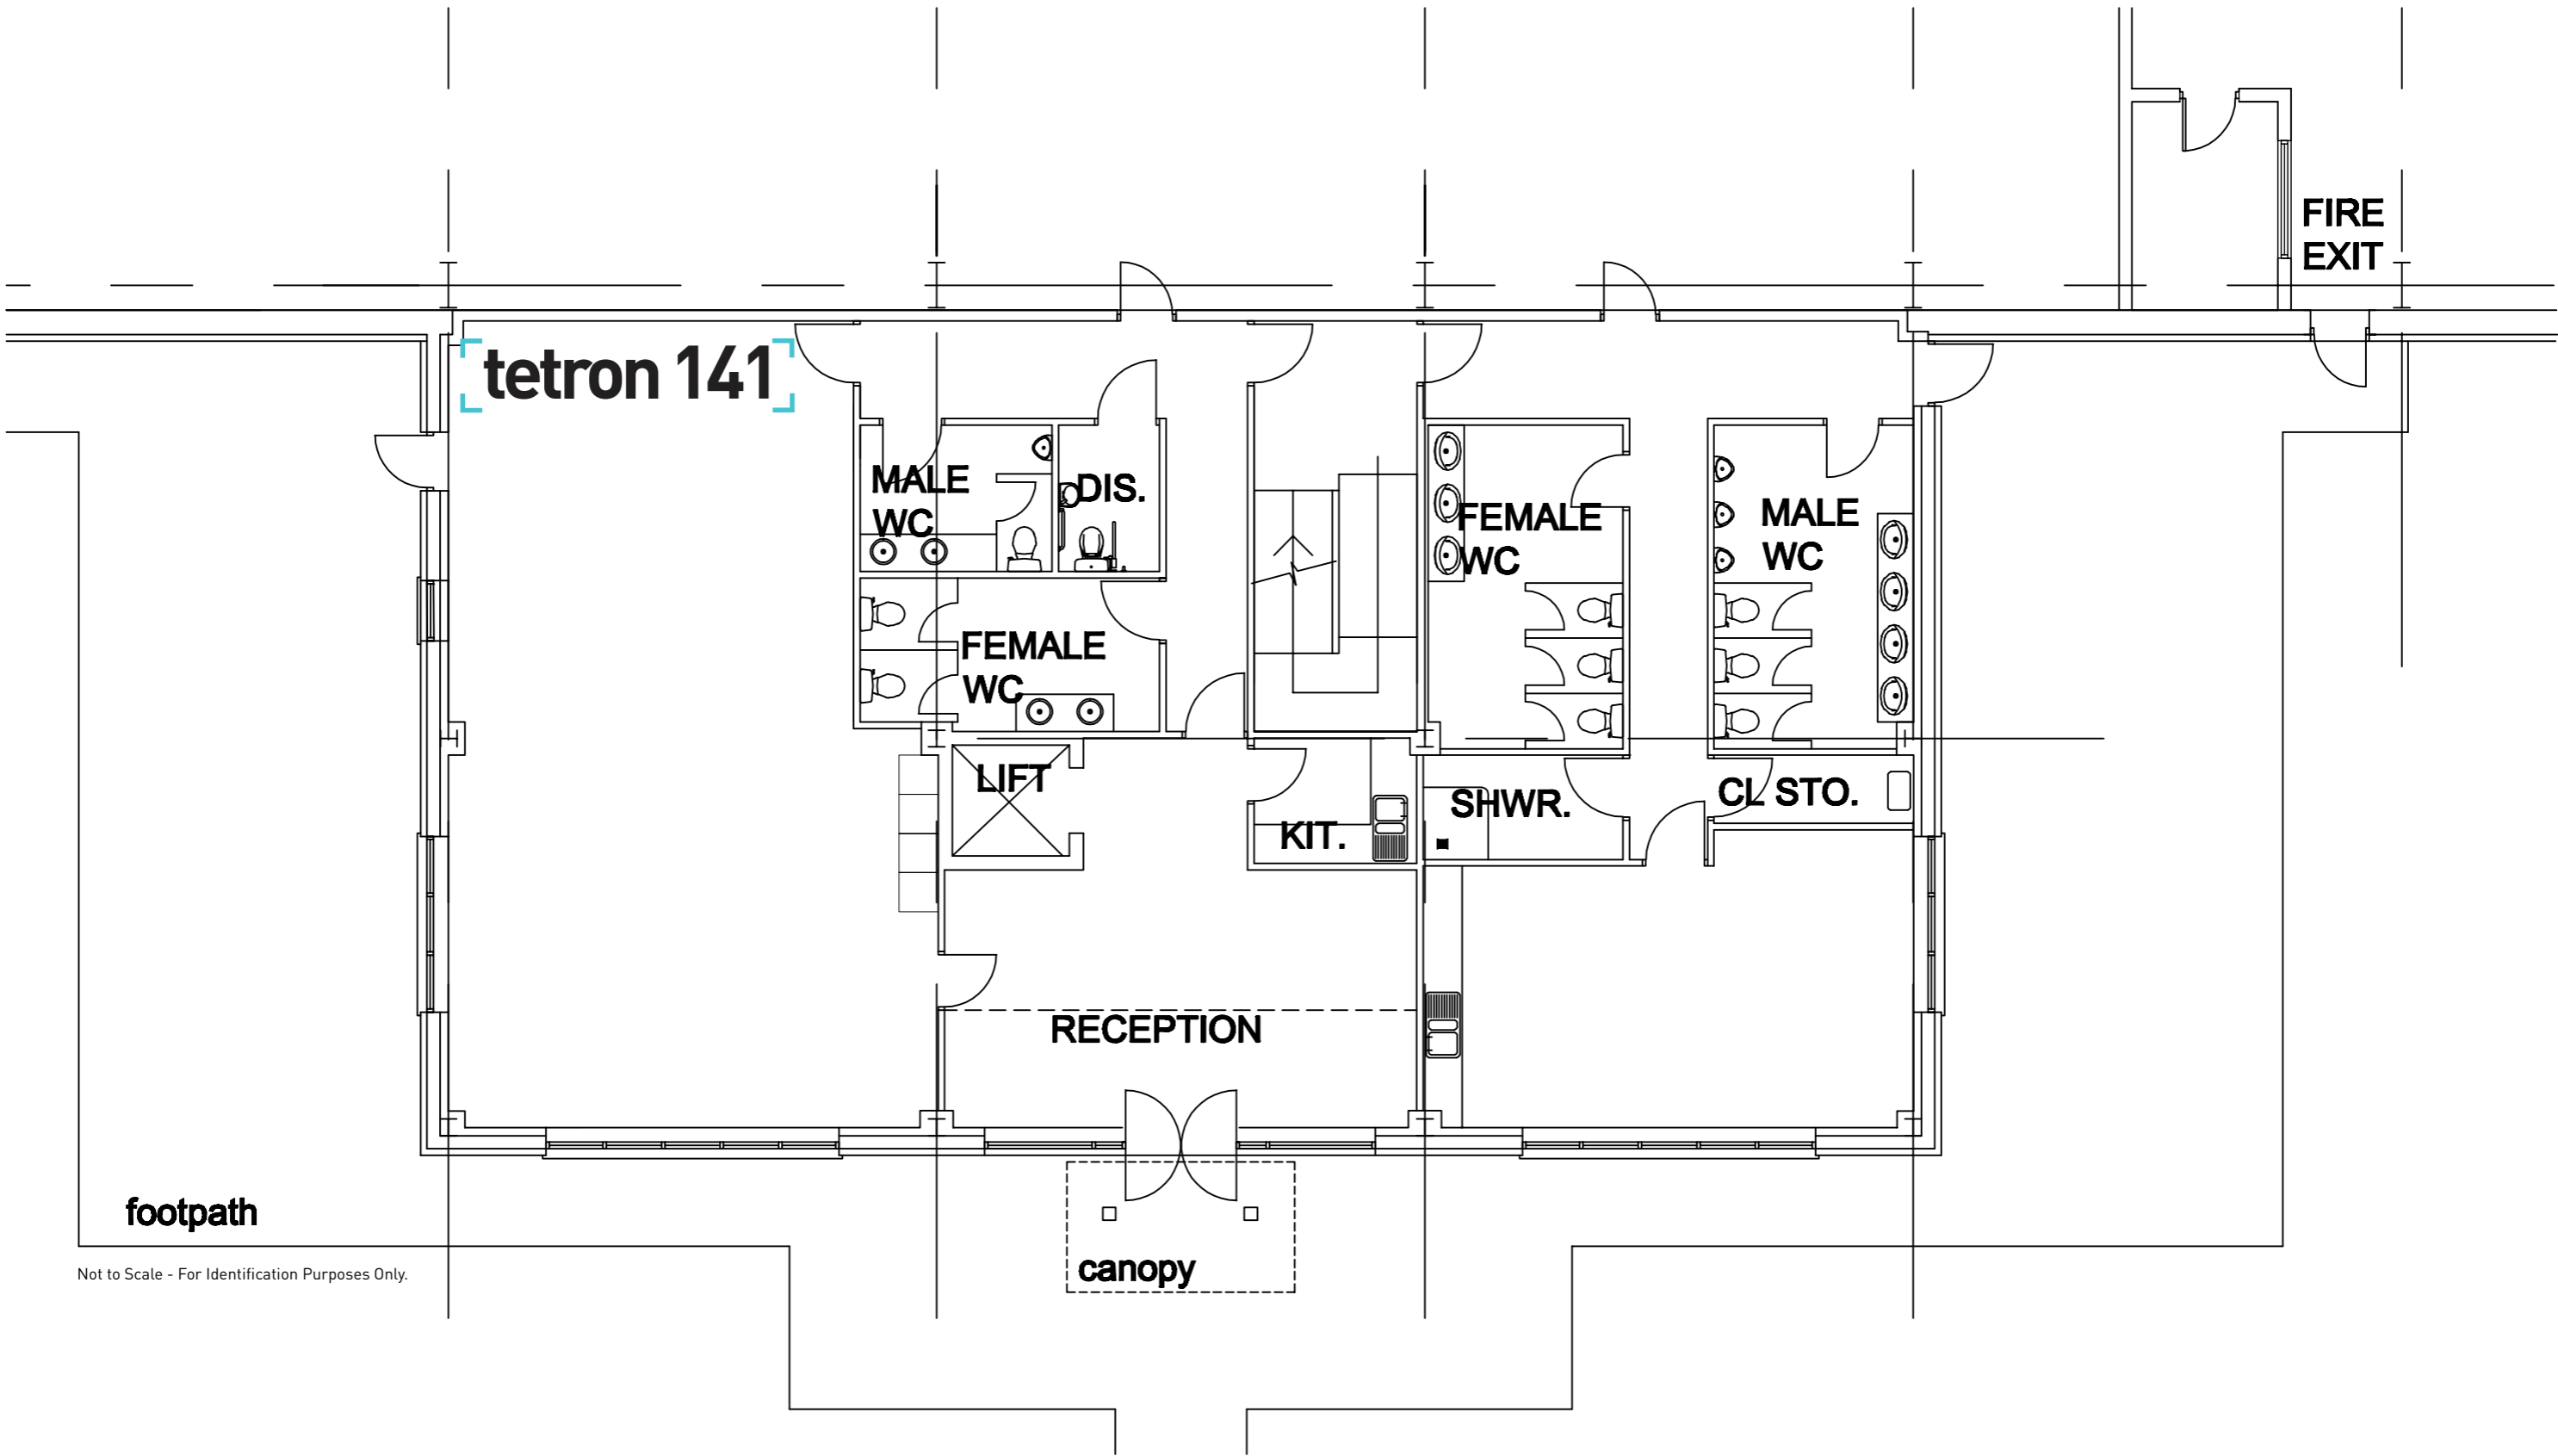 FIRE
EXIT
tetron 141
MALE
WC
DIS.
FEMALE
WC
MALE
WC
FEMALE
WC
LIFT
KIT.
SHWR.
CL STO.
RECEPTION
footpath
canopy
Not to Scale - For Identification Purposes Only.